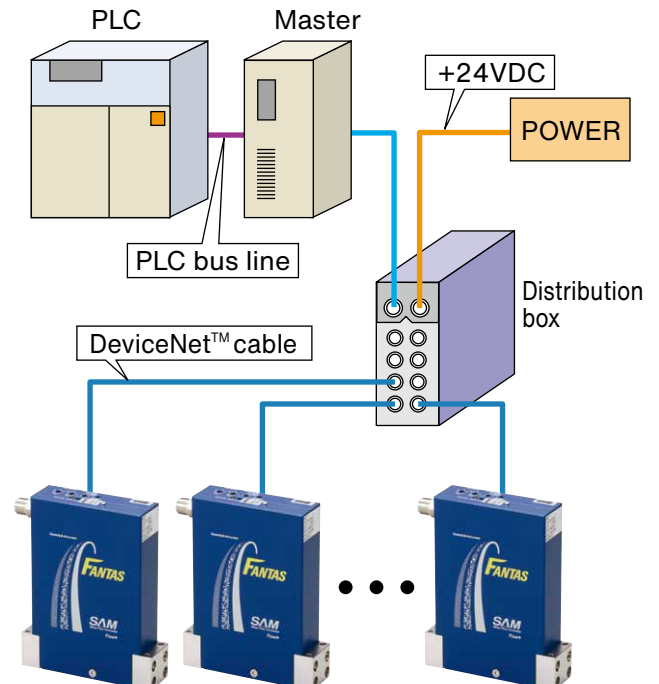 PLC
Master
+24VDC
POWER
PLC bus line
Distribution
box
DeviceNet™ cable
FANTAS
SAM
FANTAS
SAM
FANTAS
SAM